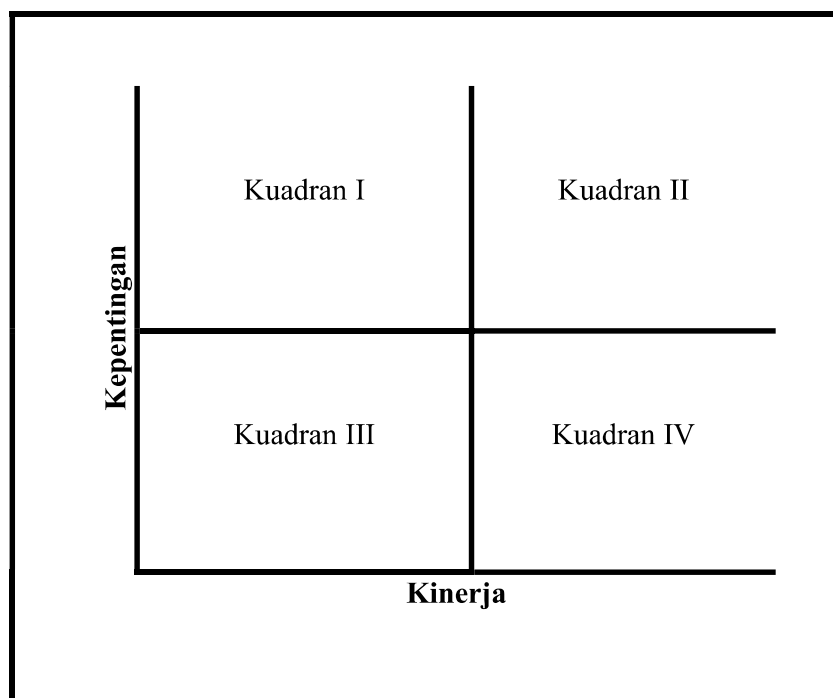 Kuadran I
Kuadran II
Kepentingan
Kuadran III
Kuadran IV
Kinerja